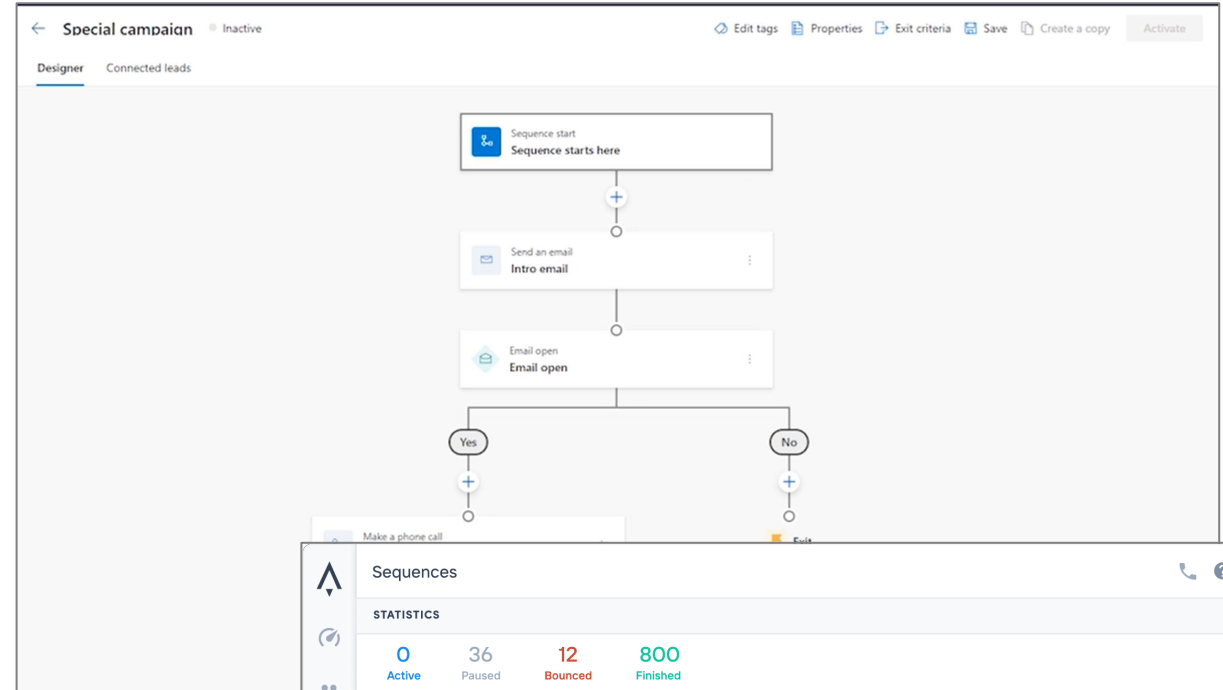 Special campaign Inactive Edit tags Properties Exit criteria Save Create a copy Activate
Designer Connected leads
Sequence start
Sequence starts here
Send an email
Intro email
Email open
Email open
Yes No
Make a phone call
Exit
Sequences
STATISTICS
0 36 12 800
Active Paused Bounced Finished